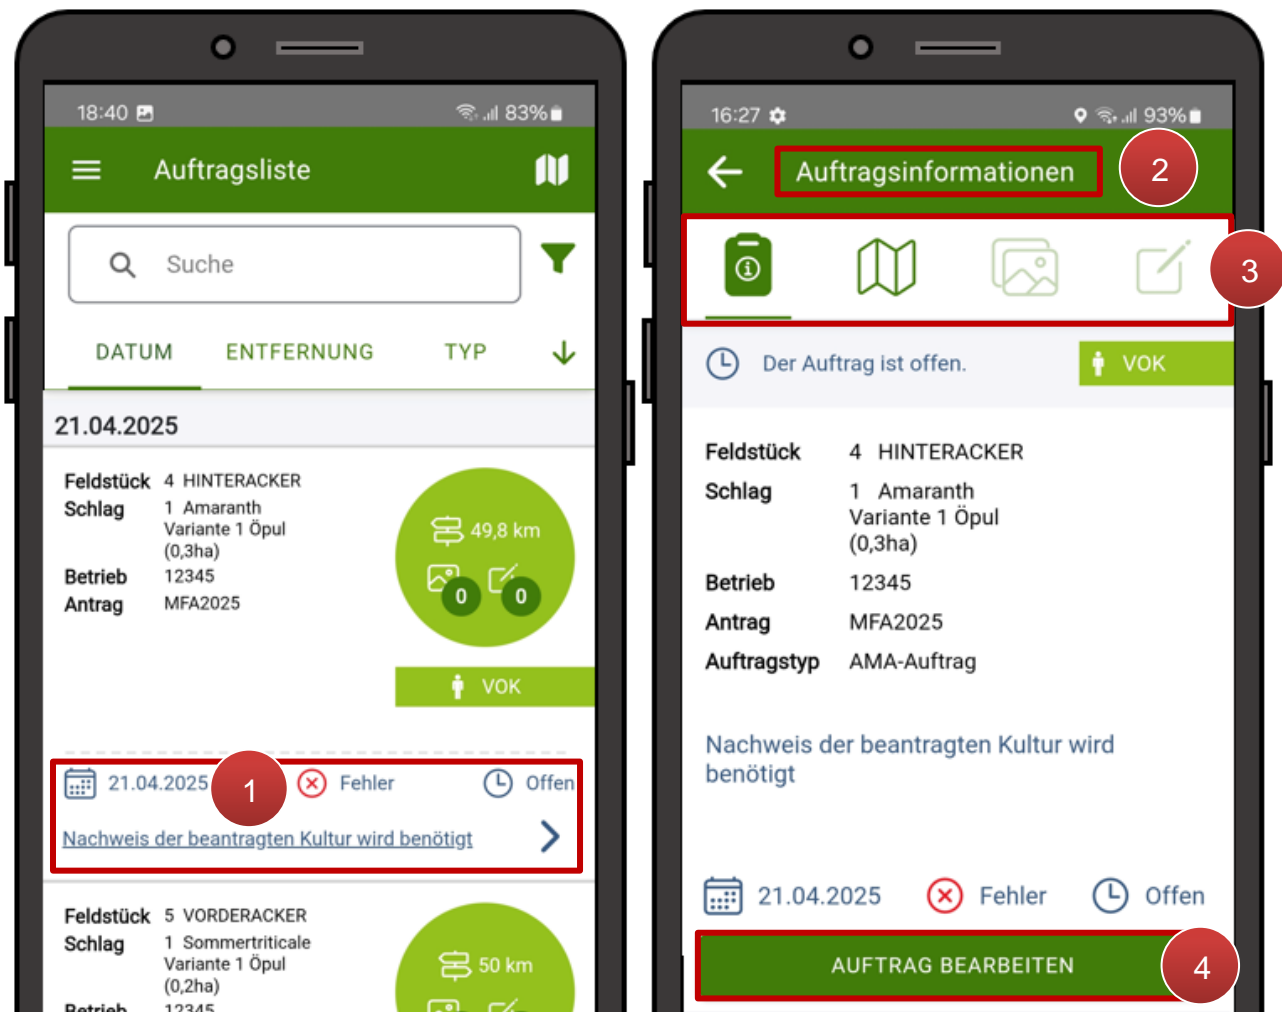 18:40
83%
Auftragsliste
Suche
DATUM ENTFERNUNG TYP
21.04.2025
Feldstück 4 HINTERACKER
Schlag 1 Amaranth
Variante 1 Öpul
(0,3ha)
Betrieb 12345
Antrag MFA2025
49,8 km
0 0
VOK
21.04.2025 1 Fehler Offen
Nachweis der beantragten Kultur wird benötigt
Feldstück 5 VORDERACKER
Schlag 1 Sommertriticale
Variante 1 Öpul
(0,2ha)
Betrieb 12345
50 km
16:27
93%
Auftragsinformationen 2
3
Der Auftrag ist offen. VOK
Feldstück 4 HINTERACKER
Schlag 1 Amaranth
Variante 1 Öpul
(0,3ha)
Betrieb 12345
Antrag MFA2025
Auftragstyp AMA-Auftrag
Nachweis der beantragten Kultur wird
benötigt
21.04.2025 Fehler Offen
AUFTRAG BEARBEITEN 4